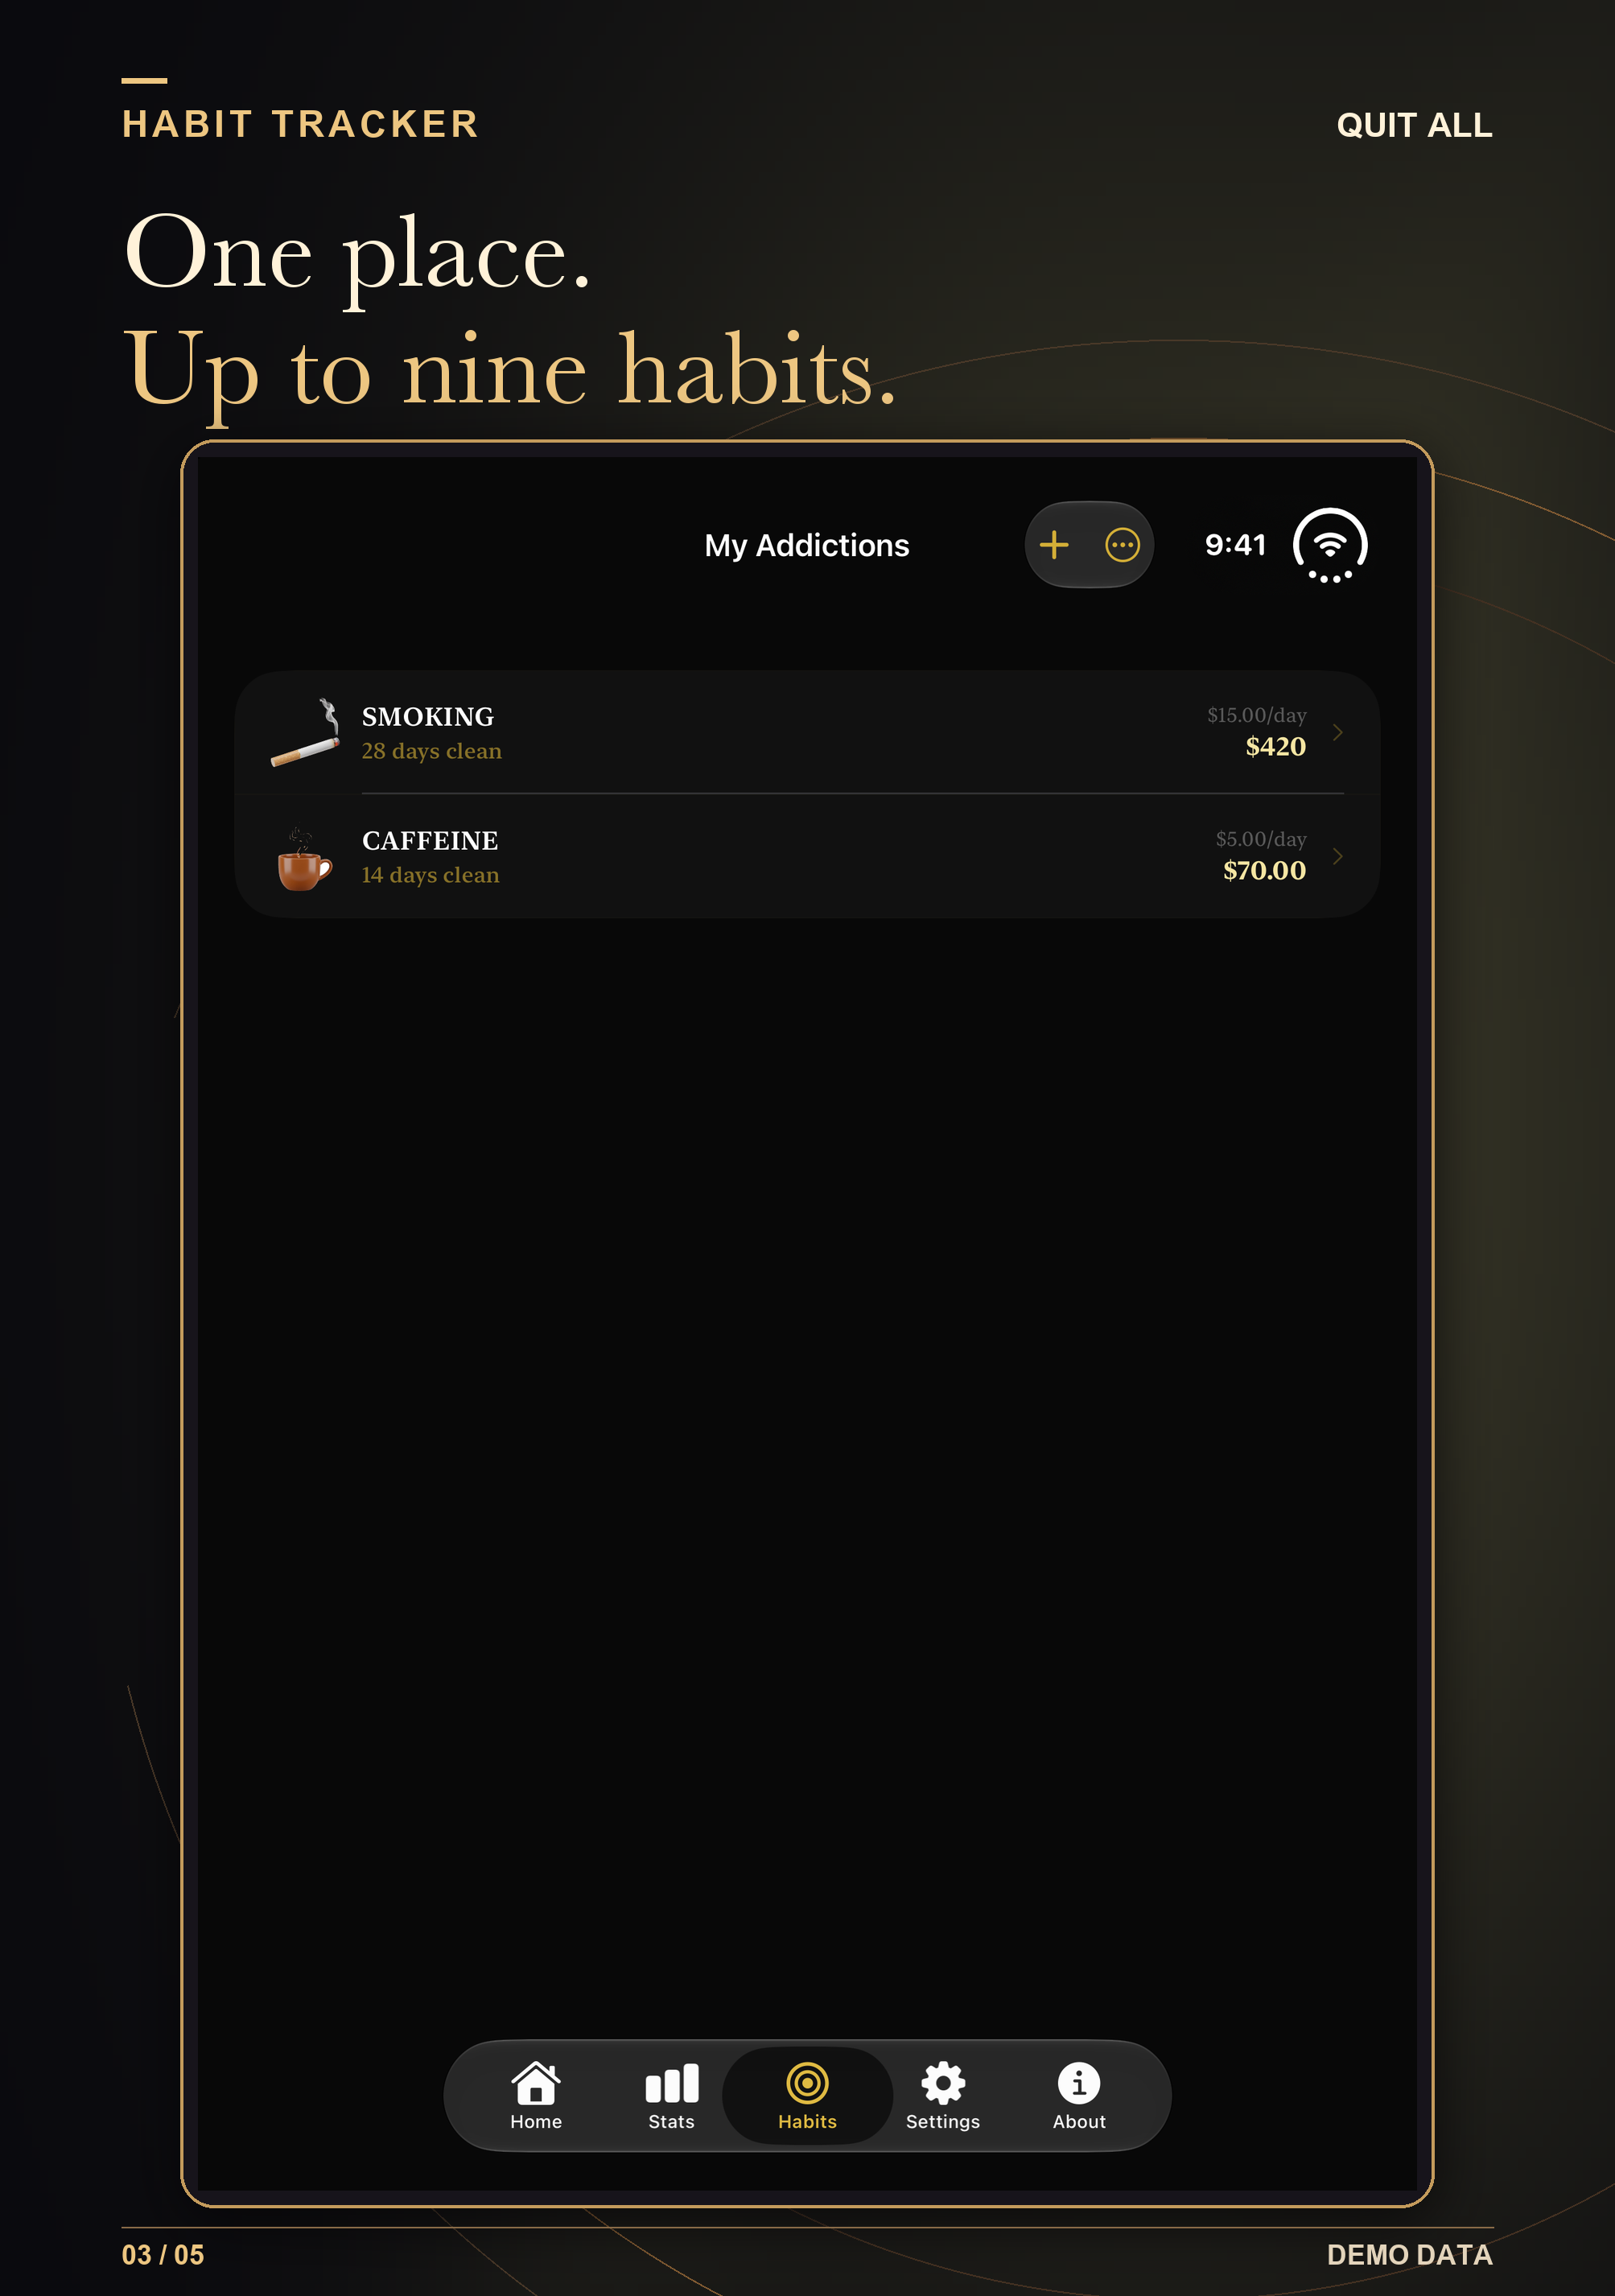 HABIT TRACKER
QUIT ALL
One place.
Up to nine habits.
My Addictions
9:41
SMOKING
28 days clean
$15.00/day
$420
CAFFEINE
14 days clean
$5.00/day
$70.00
Home
Stats
Habits
Settings
About
03 / 05
DEMO DATA